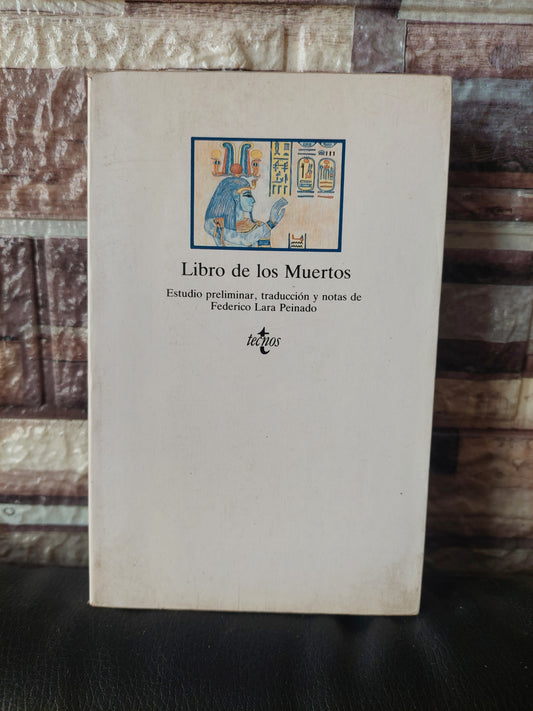 Libro de los Muertos
Estudio preliminar, traducción y notas de
Federico Lara Peinado
tecnos